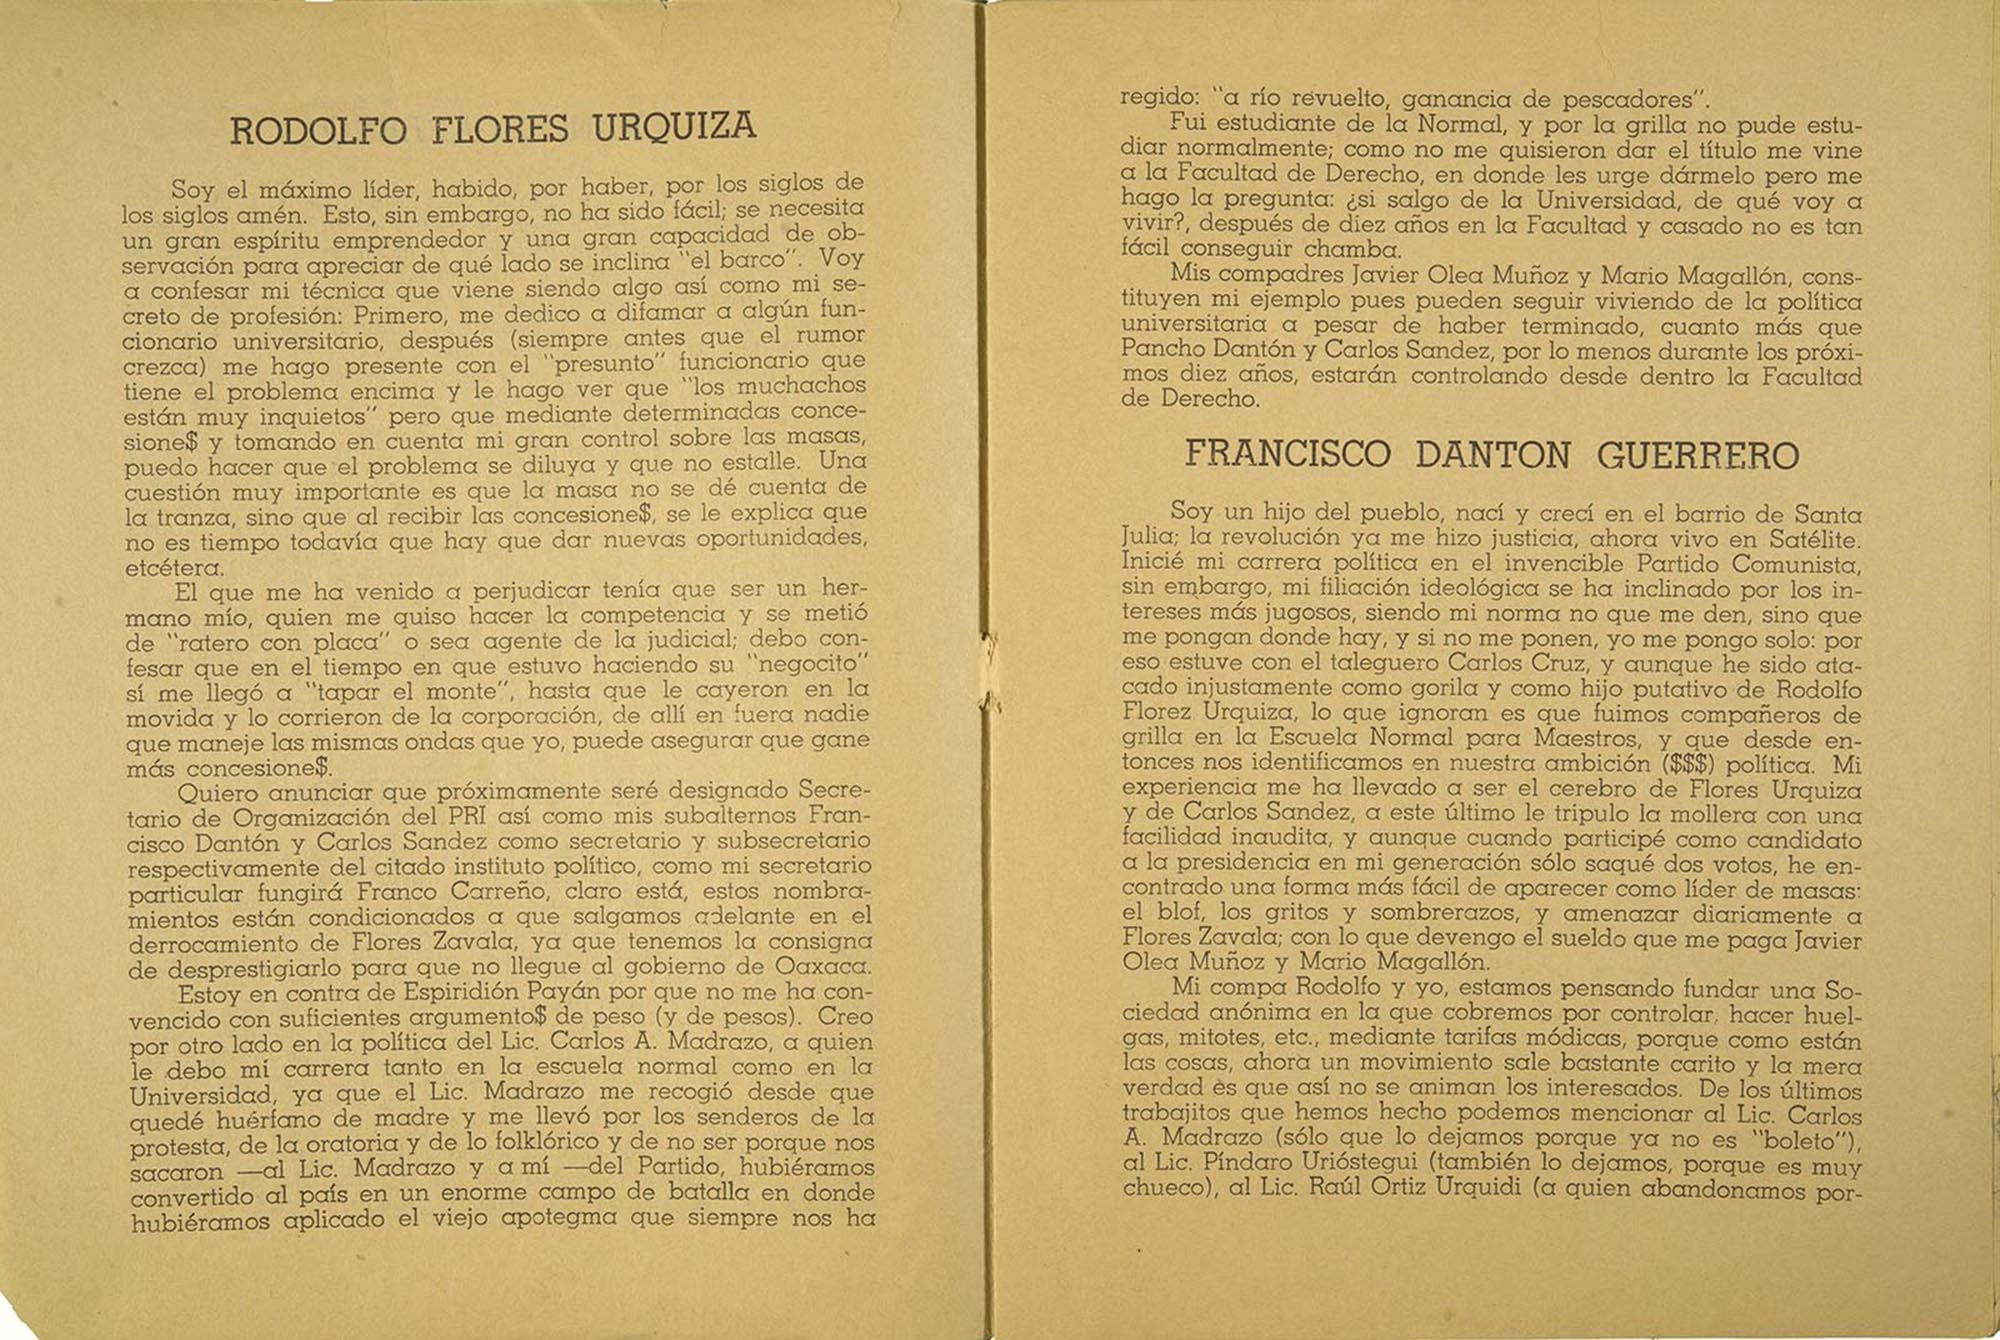 RODOLFO FLORES URQUIZA
Soy el máximo líder, habido, por haber, por los siglos de
los siglos amén. Esto, sin embargo, no ha sido fácil; se necesita
un gran espíritu emprendedor y una gran capacidad de ob-
servación para apreciar de qué lado se inclina "el barco". Voy
a confesar mi técnica que viene siendo algo así como mi se-
creto de profesión: Primero, me dedico a difamar a algún fun-
cionario universitario, después (siempre antes que el rumor
crezca) me hago presente con el "presunto" funcionario que
tiene el problema encima y le hago ver que "los muchachos
están muy inquietos" pero que mediante determinadas conce-
sione$ y tomando en cuenta mi gran control sobre las masas,
puedo hacer que el problema se diluya y que no estalle. Una
cuestión muy importante es que la masa no se dé cuenta de
la tranza, sino que al recibir las concesione$, se le explica que
no es tiempo todavía que hay que dar nuevas oportunidades,
etcétera.
El que me ha venido a perjudicar tenía que ser un her-
mano mío, quien me quiso hacer la competencia y se metió
de "ratero con placa" o sea agente de la judicial; debo con-
fesar que en el tiempo en que estuvo haciendo su "negocito"
sí me llegó a "tapar el monte", hasta que le cayeron en la
movida y lo corrieron de la corporación, de allí en fuera nadie
que maneje las mismas ondas que yo, puede asegurar que gane
más concesione$.
Quiero anunciar que próximamente seré designado Secre-
tario de Organización del PRI así como mis subalternos Fran-
cisco Dantón y Carlos Sandez como secretario y subsecretario
respectivamente del citado instituto político, como mi secretario
particular fungirá Franco Carreño, claro está, estos nombra-
mientos están condicionados a que salgamos adelante en el
derrocamiento de Flores Zavala, ya que tenemos la consigna
de desprestigiarlo para que no llegue al gobierno de Oaxaca.
Estoy en contra de Espiridión Payán por que no me ha con-
vencido con suficientes argumento$ de peso (y de pesos). Creo
por otro lado en la política del Lic. Carlos A. Madrazo, a quien
le debo mí carrera tanto en la escuela normal como en la
Universidad, ya que el Lic. Madrazo me recogió desde que
quedé huérfano de madre y me llevó por los senderos de la
protesta, de la oratoria y de lo folklórico y de no ser porque nos
sacaron —al Lic. Madrazo y a mí —del Partido, hubiéramos
convertido al país en un enorme campo de batalla en donde
hubiéramos aplicado el viejo apotegma que siempre nos ha
regido: "a río revuelto, ganancia de pescadores".
Fui estudiante de la Normal, y por la grilla no pude estu-
diar normalmente; como no me quisieron dar el título me vine
a la Facultad de Derecho, en donde les urge dármelo pero me
hago la pregunta: ¿si salgo de la Universidad, de qué voy a
vivir?, después de diez años en la Facultad y casado no es tan
fácil conseguir chamba.
Mis compadres Javier Olea Muñoz y Mario Magallón, cons-
tituyen mi ejemplo pues pueden seguir viviendo de la política
universitaria a pesar de haber terminado, cuanto más que
Pancho Dantón y Carlos Sandez, por lo menos durante los próxi-
mos diez años, estarán controlando desde dentro la Facultad
de Derecho.
FRANCISCO DANTON GUERRERO
Soy un hijo del pueblo, nací y crecí en el barrio de Santa
Julia; la revolución ya me hizo justicia, ahora vivo en Satélite.
Inicié mi carrera política en el invencible Partido Comunista,
sin embargo, mi filiación ideológica se ha inclinado por los in-
tereses más jugosos, siendo mi norma no que me den, sino que
me pongan donde hay, y si no me ponen, yo me pongo solo: por
eso estuve con el taleguero Carlos Cruz, y aunque he sido ata-
cado injustamente como gorila y como hijo putativo de Rodolfo
Florez Urquiza, lo que ignoran es que fuimos compañeros de
grilla en la Escuela Normal para Maestros, y que desde en-
tonces nos identificamos en nuestra ambición ($$$) política. Mi
experiencia me ha llevado a ser el cerebro de Flores Urquiza
y de Carlos Sandez, a este último le tripulo la mollera con una
facilidad inaudita, y aunque cuando participé como candidato
a la presidencia en mi generación sólo saqué dos votos, he en-
contrado una forma más fácil de aparecer como líder de masas:
el blof, los gritos y sombrerazos, y amenazar diariamente a
Flores Zavala; con lo que devengo el sueldo que me paga Javier
Olea Muñoz y Mario Magallón.
Mi compa Rodolfo y yo, estamos pensando fundar una So-
ciedad anónima en la que cobremos por controlar, hacer huel-
gas, mitotes, etc., mediante tarifas módicas, porque como están
las cosas, ahora un movimiento sale bastante carito y la mera
verdad es que así no se animan los interesados. De los últimos
trabajitos que hemos hecho podemos mencionar al Lic. Carlos
A. Madrazo (sólo que lo dejamos porque ya no es "boleto"),
al Lic. Píndaro Urióstegui (también lo dejamos, porque es muy
chueco), al Lic. Raúl Ortiz Urquidi (a quien abandonamos por-